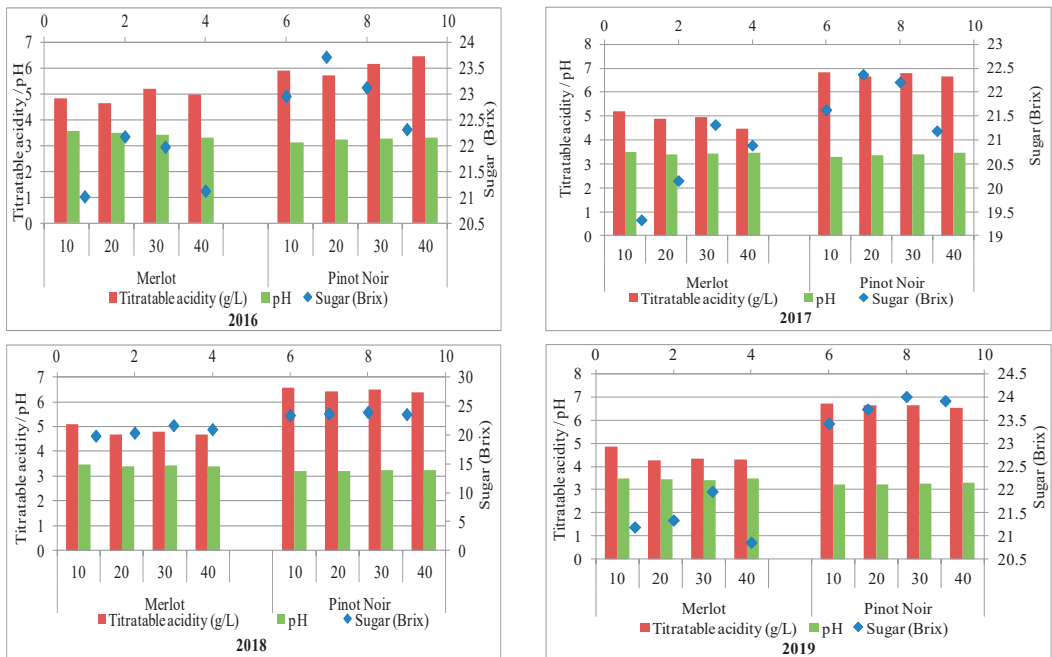 0 2 4 6 8 10
7 6 5 4 3 2 1 0
Titratable acidity / pH
24 23.5 23 22.5 22 21.5 21 20.5
Sugar (Brix)
10 20 30 40 10 20 30 40
Merlot Pinot Noir
Titratable acidity (g/L) pH Sugar (Brix)
2016
0 2 4 6 8 10
8 7 6 5 4 3 2 1 0
Titratable acidity / pH
23 22.5 22 21.5 21 20.5 20 19.5 19
Sugar (Brix)
10 20 30 40 10 20 30 40
Merlot Pinot Noir
Titratable acidity (g/L) pH Sugar (Brix)
2017
0 2 4 6 8 10
7 6 5 4 3 2 1 0
Titratable acidity / pH
30 25 20 15 10 5 0
Sugar (Brix)
10 20 30 40 10 20 30 40
Merlot Pinot Noir
Titratable acidity (g/L) pH Sugar (Brix)
2018
0 2 4 6 8 10
8 7 6 5 4 3 2 1 0
Titratable acidity / pH
24.5 24 23.5 23 22.5 22 21.5 21 20.5
Sugar (Brix)
10 20 30 40 10 20 30 40
Merlot Pinot Noir
Titratable acidity (g/L) pH Sugar (Brix)
2019